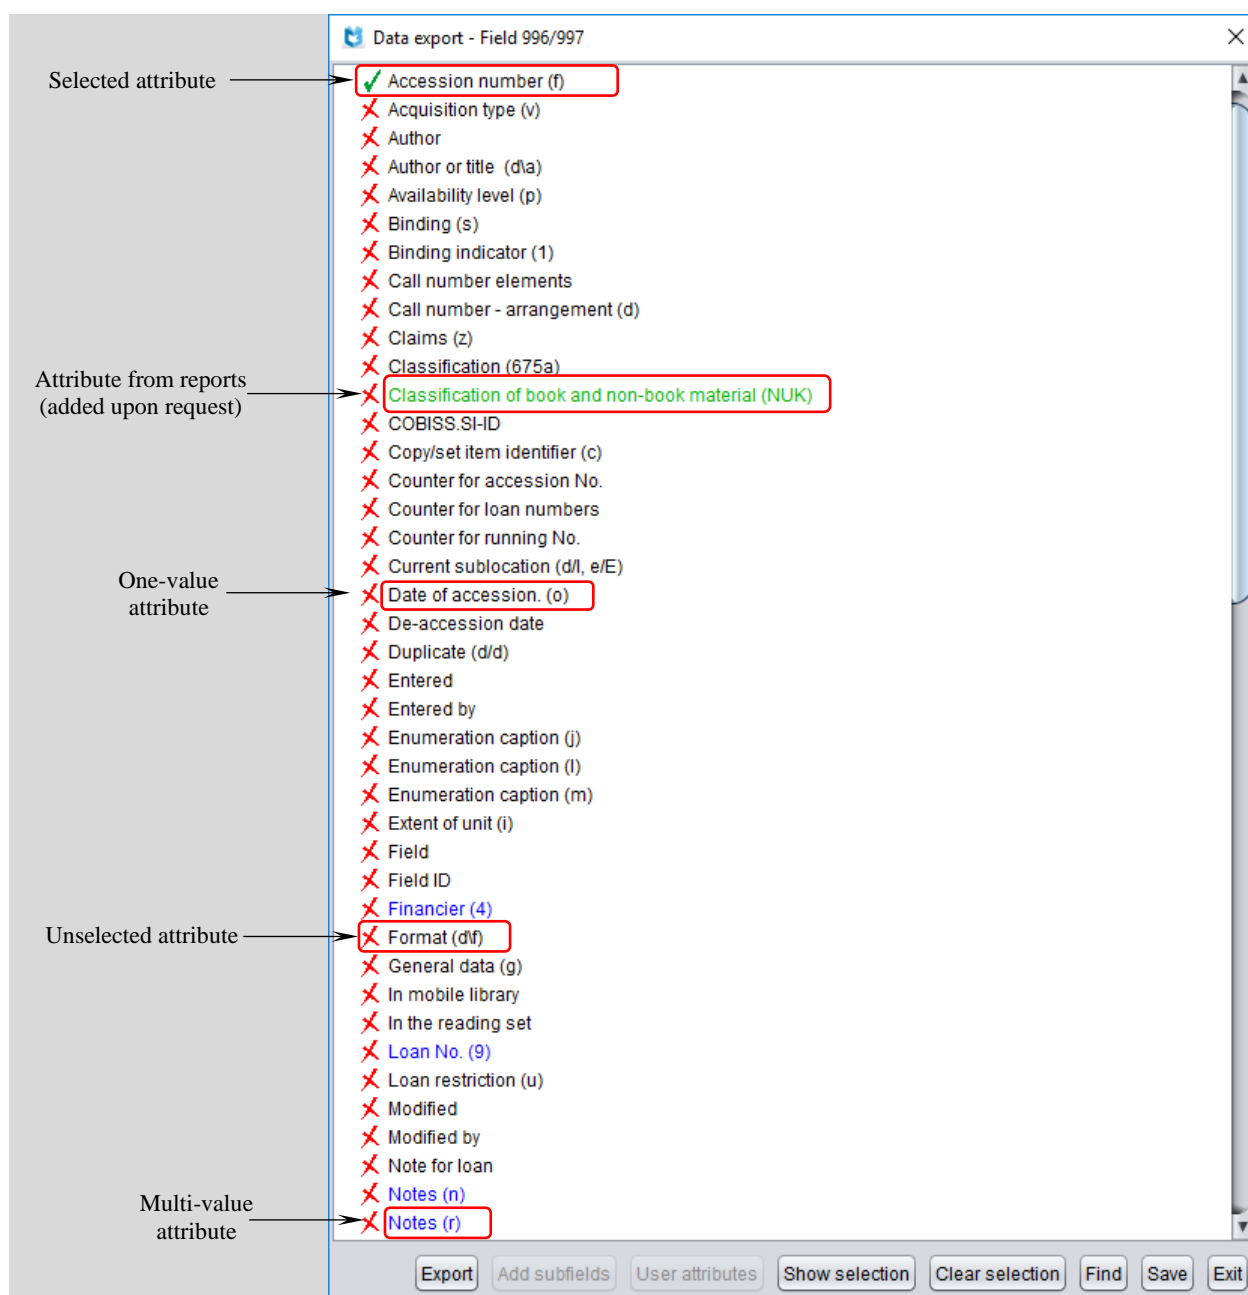 Data export - Field 996/997
Selected attribute
Accession number (f)
Acquisition type (v)
Author
Author or title  (d\a)
Availability level (p)
Binding (s)
Binding indicator (1)
Call number elements
Call number - arrangement (d)
Claims (z)
Classification (675a)
Attribute from reports
(added upon request)
Classification of book and non-book material (NUK)
COBISS.SI-ID
Copy/set item identifier (c)
Counter for accession No.
Counter for loan numbers
Counter for running No.
Current sublocation (d/l, e/E)
One-value
attribute
Date of accession. (o)
De-accession date
Duplicate (d/d)
Entered
Entered by
Enumeration caption (j)
Enumeration caption (l)
Enumeration caption (m)
Extent of unit (i)
Field
Field ID
Financier (4)
Unselected attribute
Format (d\f)
General data (g)
In mobile library
In the reading set
Loan No. (9)
Loan restriction (u)
Modified
Modified by
Note for loan
Notes (n)
Multi-value
attribute
Notes (r)
Export Add subfields User attributes Show selection Clear selection Find Save Exit